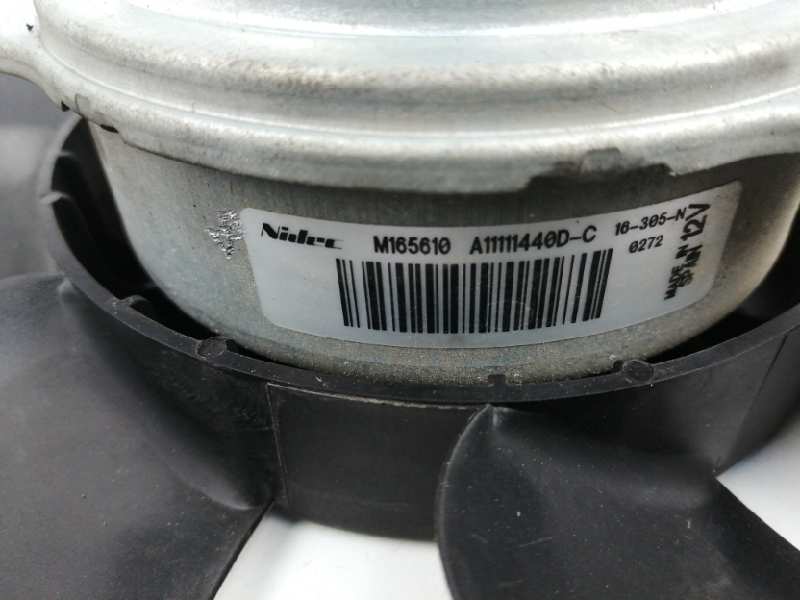 Nidec M165610 A11111440D-C 16-305-N
0272
MADE IN
SPAIN 12V